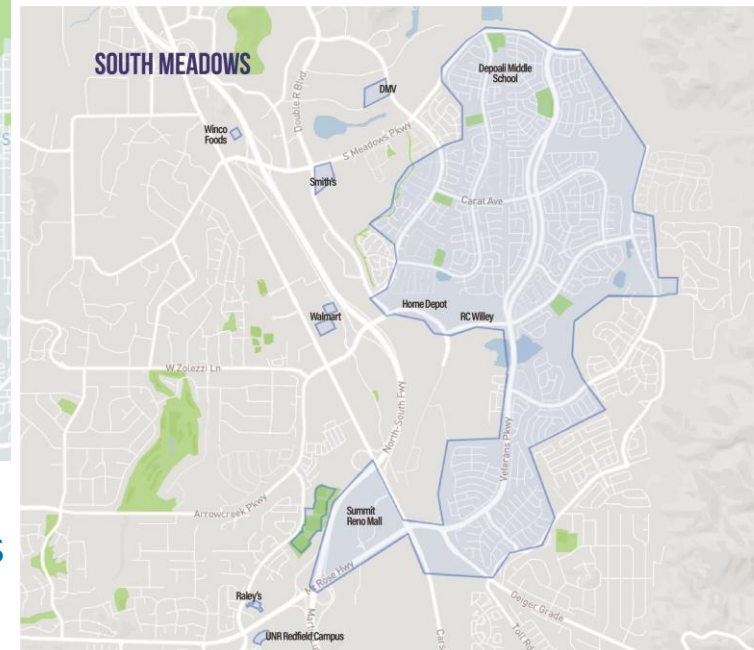 SOUTH MEADOWS
Depoali Middle
School
DMV
Double R Blvd
Winco
Foods
S Meadows Pkwy
Smith's
Carat Ave
Home Depot
RC Willey
Walmart
W Zolezzi Ln
North-South Fwy
Veterans Pkwy
Arrowcreek Pkwy
Summit
Reno Mall
Mt Rose Hwy
Raley's
Geiger Grade
UNR Redfield Campus
Toll Rd
S